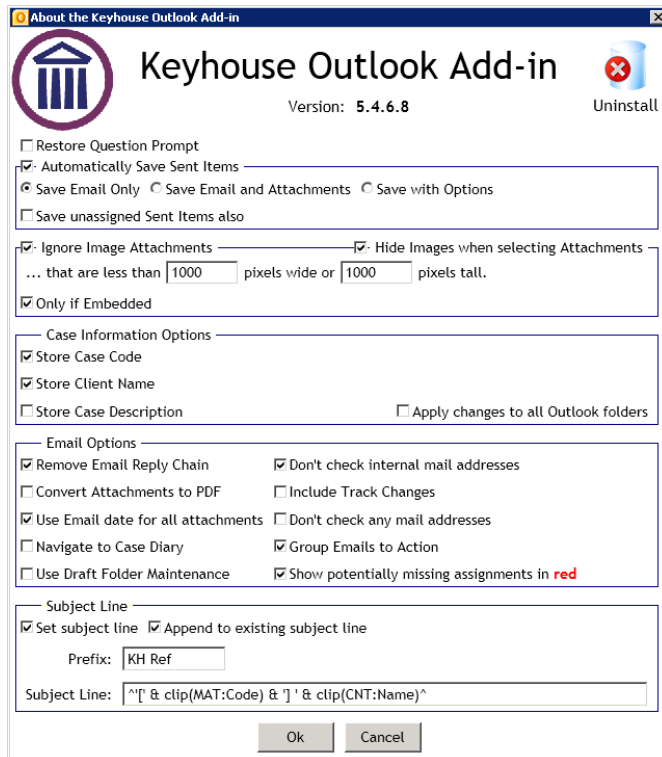 About the Keyhouse Outlook Add-in
Keyhouse Outlook Add-in
Version: 5.4.6.8
Uninstall
Restore Question Prompt
Automatically Save Sent Items
Save Email Only Save Email and Attachments Save with Options
Save unassigned Sent Items also
Ignore Image Attachments Hide Images when selecting Attachments
... that are less than 1000 pixels wide or 1000 pixels tall.
Only if Embedded
Case Information Options
Store Case Code
Store Client Name
Store Case Description Apply changes to all Outlook folders
Email Options
Remove Email Reply Chain Don't check internal mail addresses
Convert Attachments to PDF Include Track Changes
Use Email date for all attachments Don't check any mail addresses
Navigate to Case Diary Group Emails to Action
Use Draft Folder Maintenance Show potentially missing assignments in red
Subject Line
Set subject line Append to existing subject line
Prefix: KH Ref
Subject Line: ^'[' & clip(MAT:Code) & '] ' & clip(CNT:Name)^
Ok Cancel